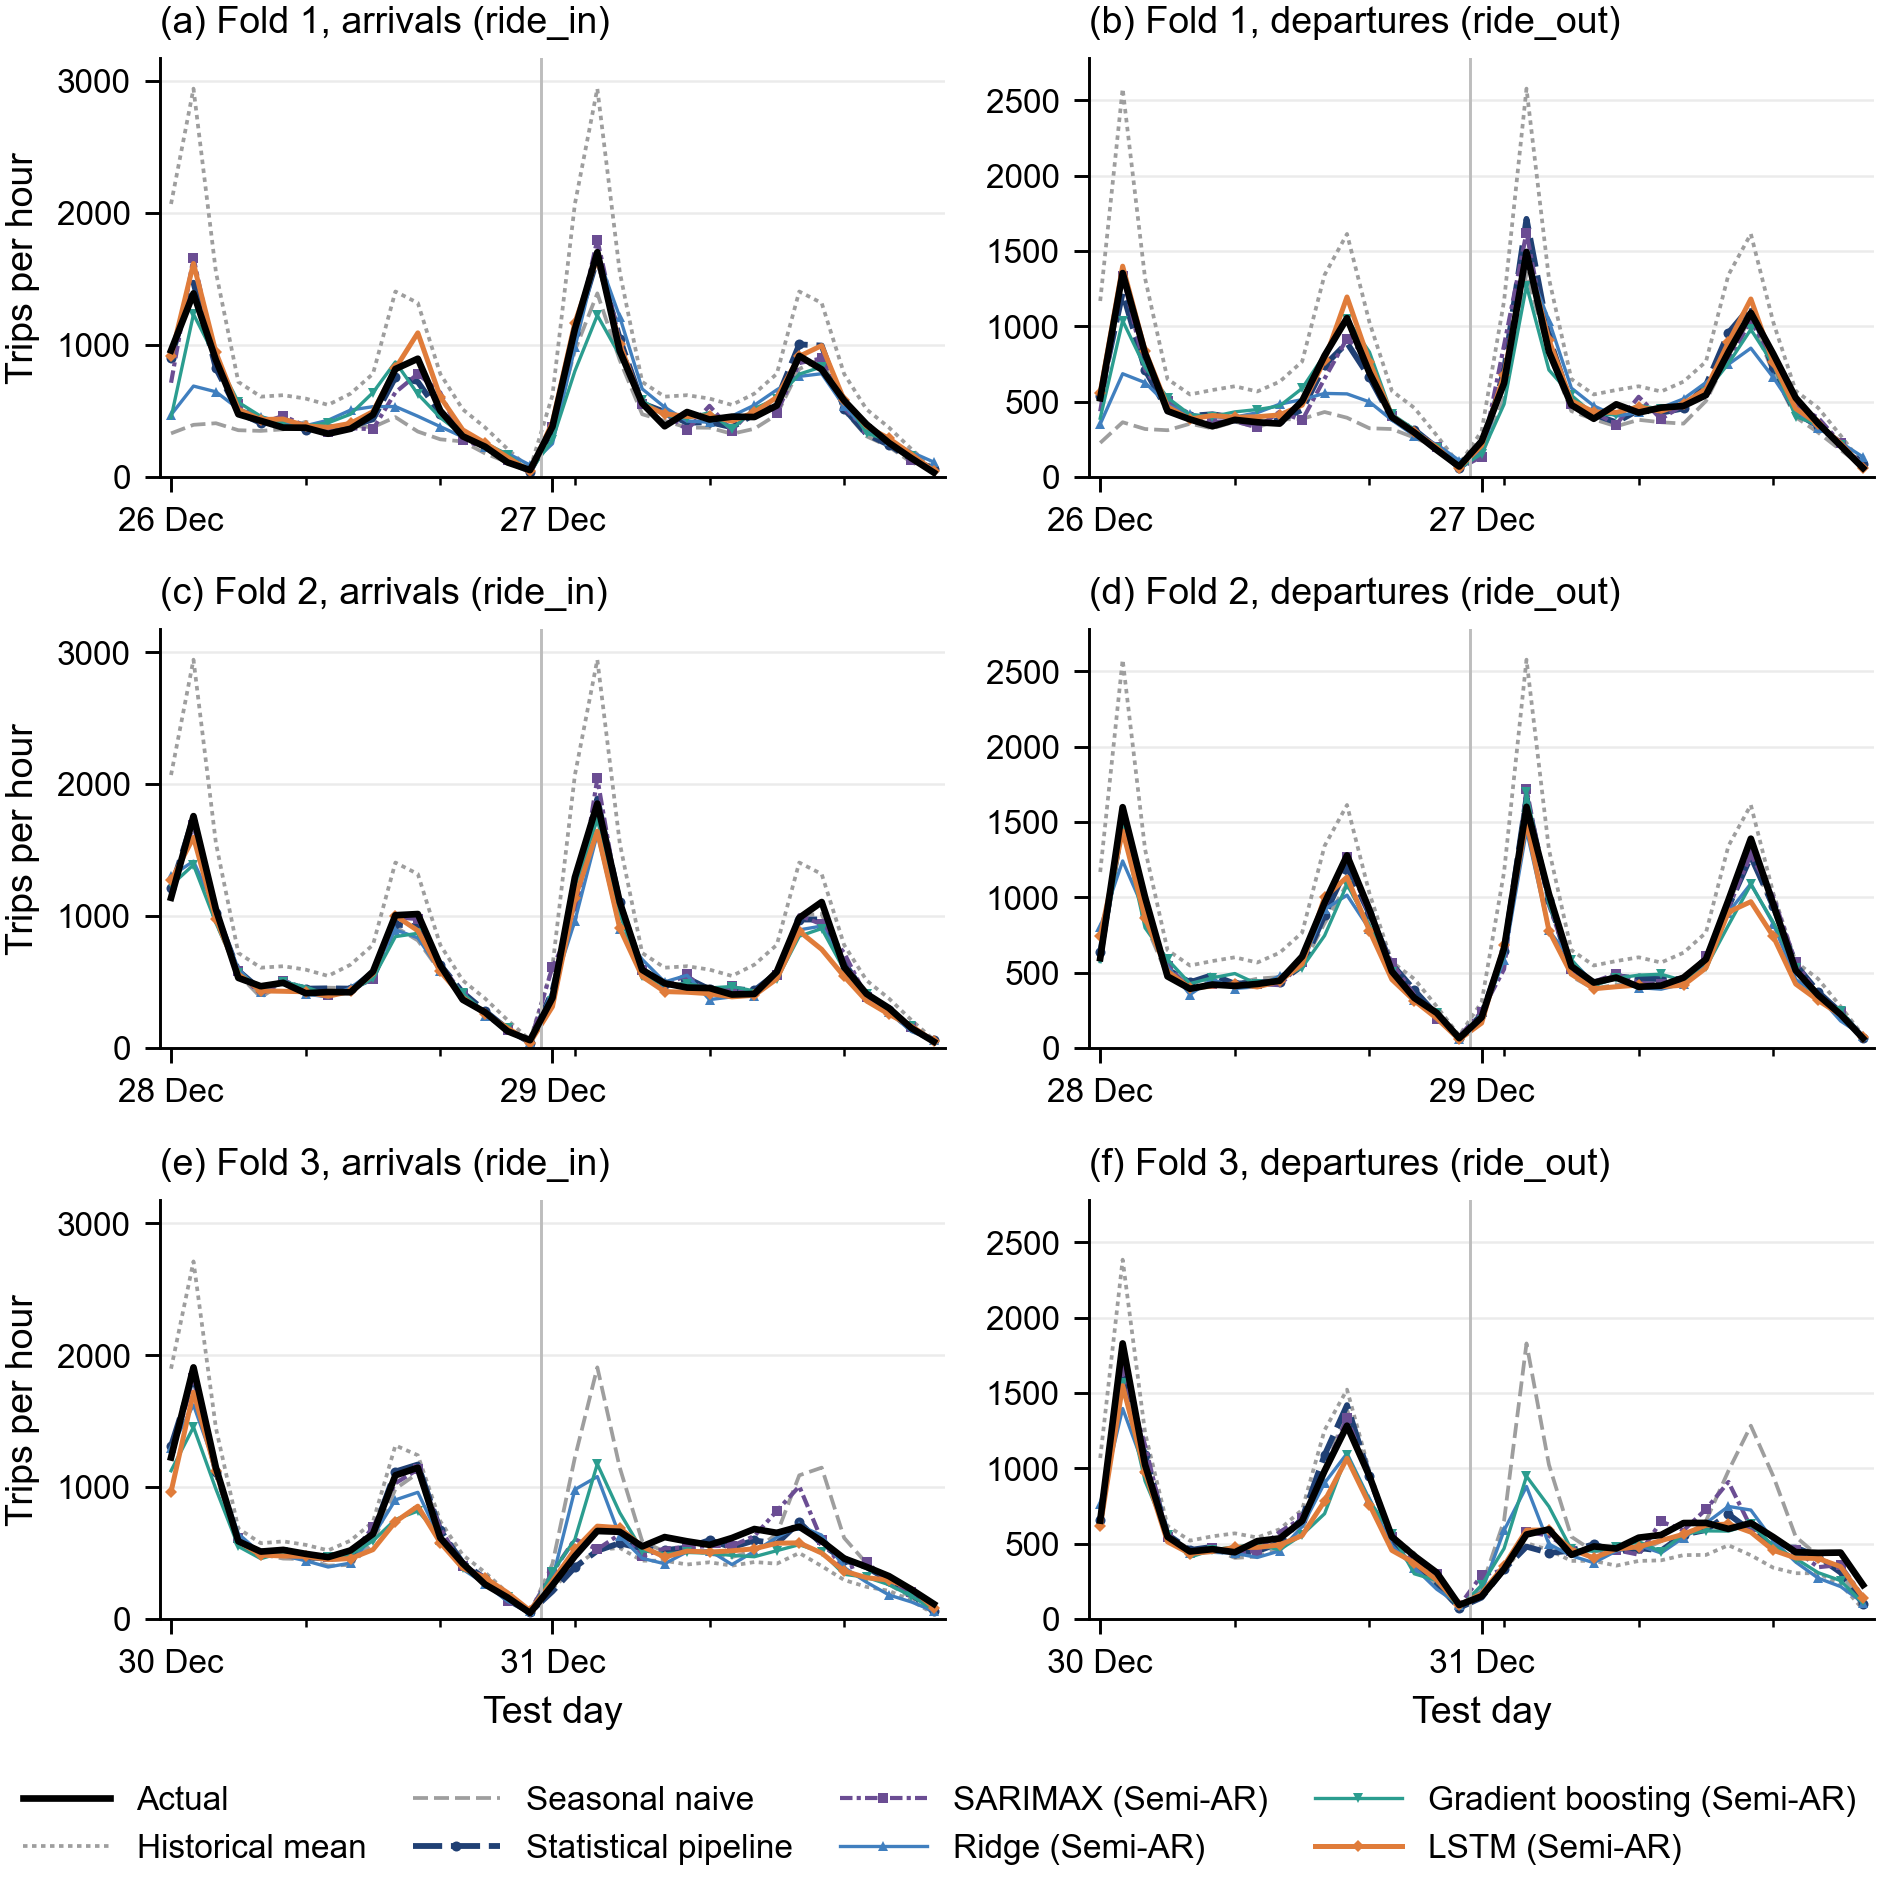 (a) Fold 1, arrivals (ride_in)
(b) Fold 1, departures (ride_out)
Trips per hour
3000
2000
1000
0
26 Dec
27 Dec
2500
2000
1500
1000
500
0
26 Dec
27 Dec
(c) Fold 2, arrivals (ride_in)
(d) Fold 2, departures (ride_out)
Trips per hour
3000
2000
1000
0
28 Dec
29 Dec
2500
2000
1500
1000
500
0
28 Dec
29 Dec
(e) Fold 3, arrivals (ride_in)
(f) Fold 3, departures (ride_out)
Trips per hour
3000
2000
1000
0
30 Dec
31 Dec
Test day
2500
2000
1500
1000
500
0
30 Dec
31 Dec
Test day
Actual
Historical mean
Seasonal naive
Statistical pipeline
SARIMAX (Semi-AR)
Ridge (Semi-AR)
Gradient boosting (Semi-AR)
LSTM (Semi-AR)